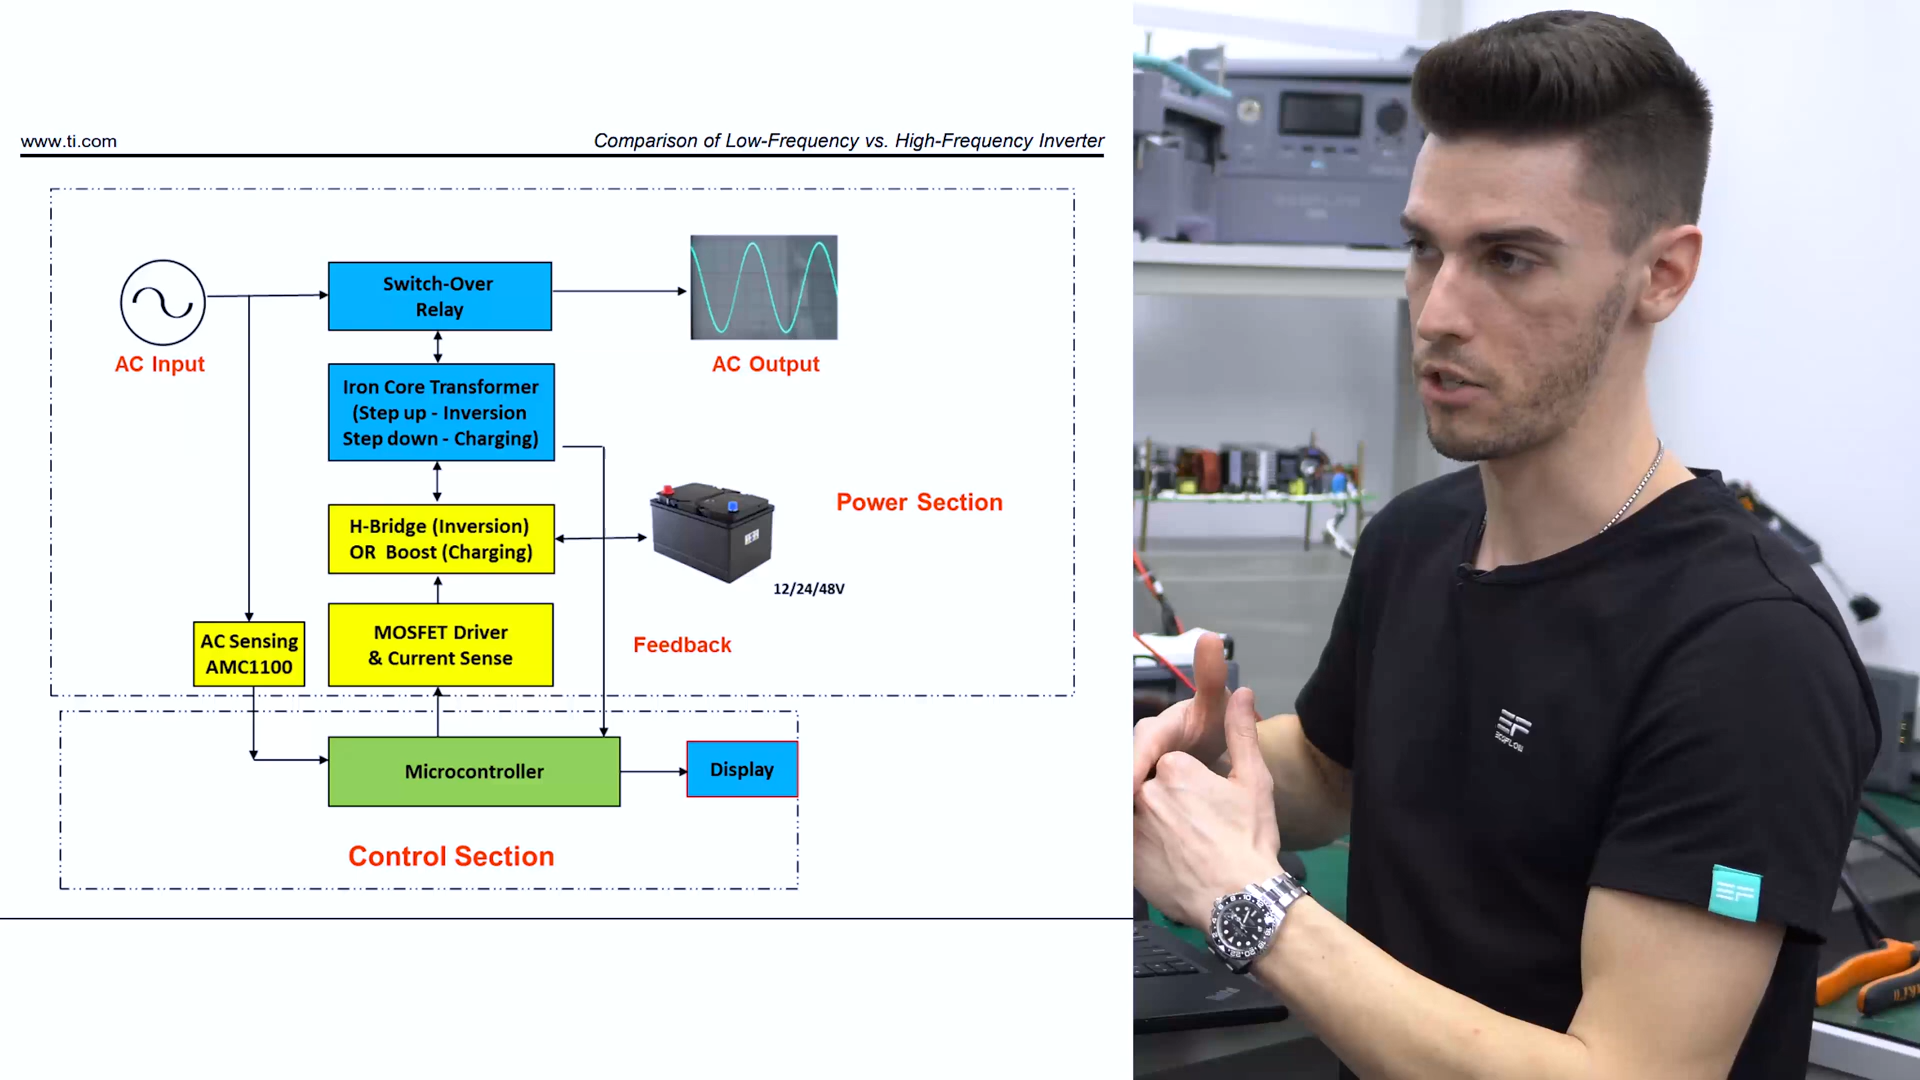 www.ti.com
Comparison of Low-Frequency vs. High-Frequency Inverter
Switch-Over
Relay
AC Input
AC Output
Iron Core Transformer
(Step up - Inversion
Step down - Charging)
H-Bridge (Inversion)
OR Boost (Charging)
Power Section
12/24/48V
AC Sensing
AMC1100
MOSFET Driver
& Current Sense
Feedback
Microcontroller
Display
Control Section
EF
ECOFLOW